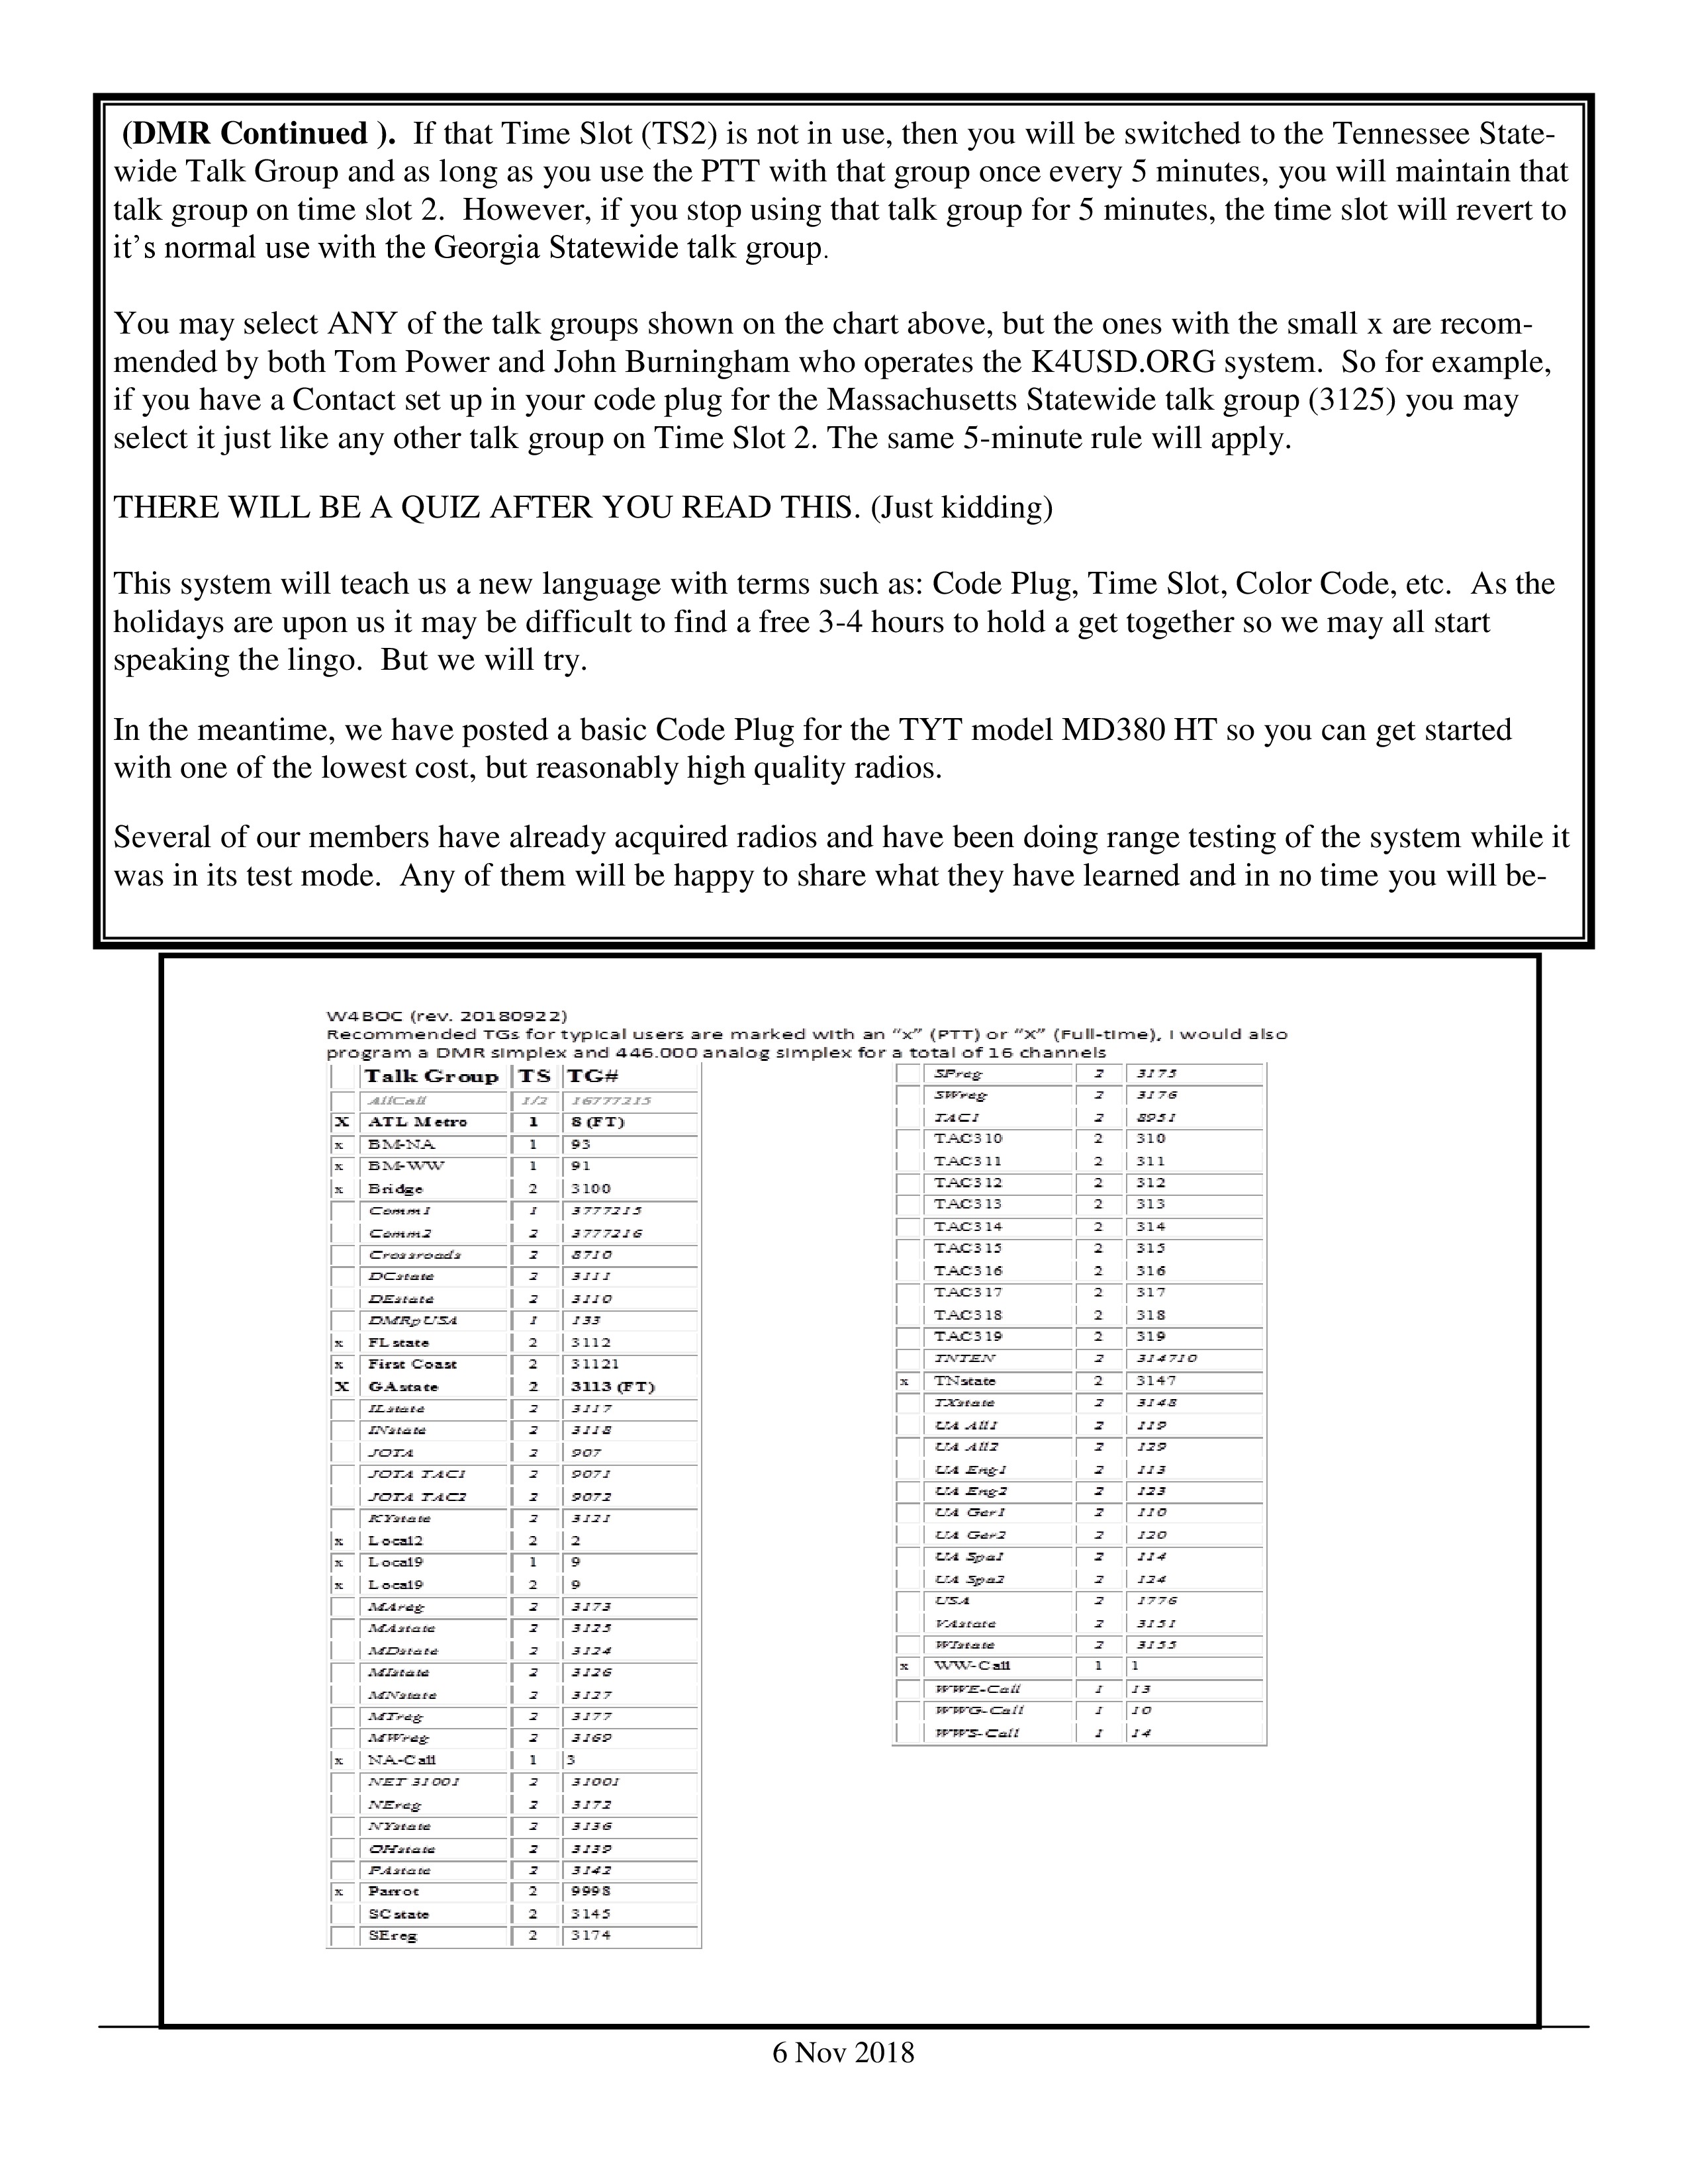 (DMR Continued ).  If that Time Slot (TS2) is not in use, then you will be switched to the Tennessee State-
wide Talk Group and as long as you use the PTT with that group once every 5 minutes, you will maintain that
talk group on time slot 2.  However, if you stop using that talk group for 5 minutes, the time slot will revert to
it's normal use with the Georgia Statewide talk group.
You may select ANY of the talk groups shown on the chart above, but the ones with the small x are recom-
mended by both Tom Power and John Burningham who operates the K4USD.ORG system.  So for example,
if you have a Contact set up in your code plug for the Massachusetts Statewide talk group (3125) you may
select it just like any other talk group on Time Slot 2. The same 5-minute rule will apply.
THERE WILL BE A QUIZ AFTER YOU READ THIS. (Just kidding)
This system will teach us a new language with terms such as: Code Plug, Time Slot, Color Code, etc.  As the
holidays are upon us it may be difficult to find a free 3-4 hours to hold a get together so we may all start
speaking the lingo.  But we will try.
In the meantime, we have posted a basic Code Plug for the TYT model MD380 HT so you can get started
with one of the lowest cost, but reasonably high quality radios.
Several of our members have already acquired radios and have been doing range testing of the system while it
was in its test mode.  Any of them will be happy to share what they have learned and in no time you will be-
W4BOC (rev. 20180922)
Recommended TGs for typical users are marked with an "x" (PTT) or "X" (Full-time), I would also
program a DMR simplex and 446.000 analog simplex for a total of 16 channels
Talk Group TS TG#
AllCall 1/2 16777215
X ATL Metro 1 8 (FT)
x BM-NA 1 93
x BM-WW 1 91
x Bridge 2 3100
Comm1 1 3777215
Comm2 2 3777216
Crossroads 2 8710
DCstate 2 3111
DEstate 2 3110
DMRpUSA 1 133
x FLstate 2 3112
x First Coast 2 31121
X GAstate 2 3113 (FT)
ILstate 2 3117
INstate 2 3118
JOTA 2 907
JOTA TAC1 2 9071
JOTA TAC2 2 9072
KYstate 2 3121
x Local2 2 2
x Local9 1 9
x Local9 2 9
MAreg 2 3173
MAstate 2 3125
MDstate 2 3124
MIstate 2 3126
MNstate 2 3127
MTreg 2 3177
MWreg 2 3169
x NA-Call 1 3
NET 31001 2 31001
NEreg 2 3172
NYstate 2 3136
OHstate 2 3139
PAstate 2 3142
x Parrot 2 9998
SCstate 2 3145
SEreg 2 3174
SPreg 2 3175
SWreg 2 3176
TAC1 2 8951
TAC310 2 310
TAC311 2 311
TAC312 2 312
TAC313 2 313
TAC314 2 314
TAC315 2 315
TAC316 2 316
TAC317 2 317
TAC318 2 318
TAC319 2 319
TNTEN 2 314710
x TNstate 2 3147
TXstate 2 3148
UA All1 2 119
UA All2 2 129
UA Eng1 2 113
UA Eng2 2 123
UA Ger1 2 110
UA Ger2 2 120
UA Spa1 2 114
UA Spa2 2 124
USA 2 1776
VAstate 2 3151
WIstate 2 3155
x WW-Call 1 1
WWE-Call 1 13
WWG-Call 1 10
WWS-Call 1 14
6 Nov 2018